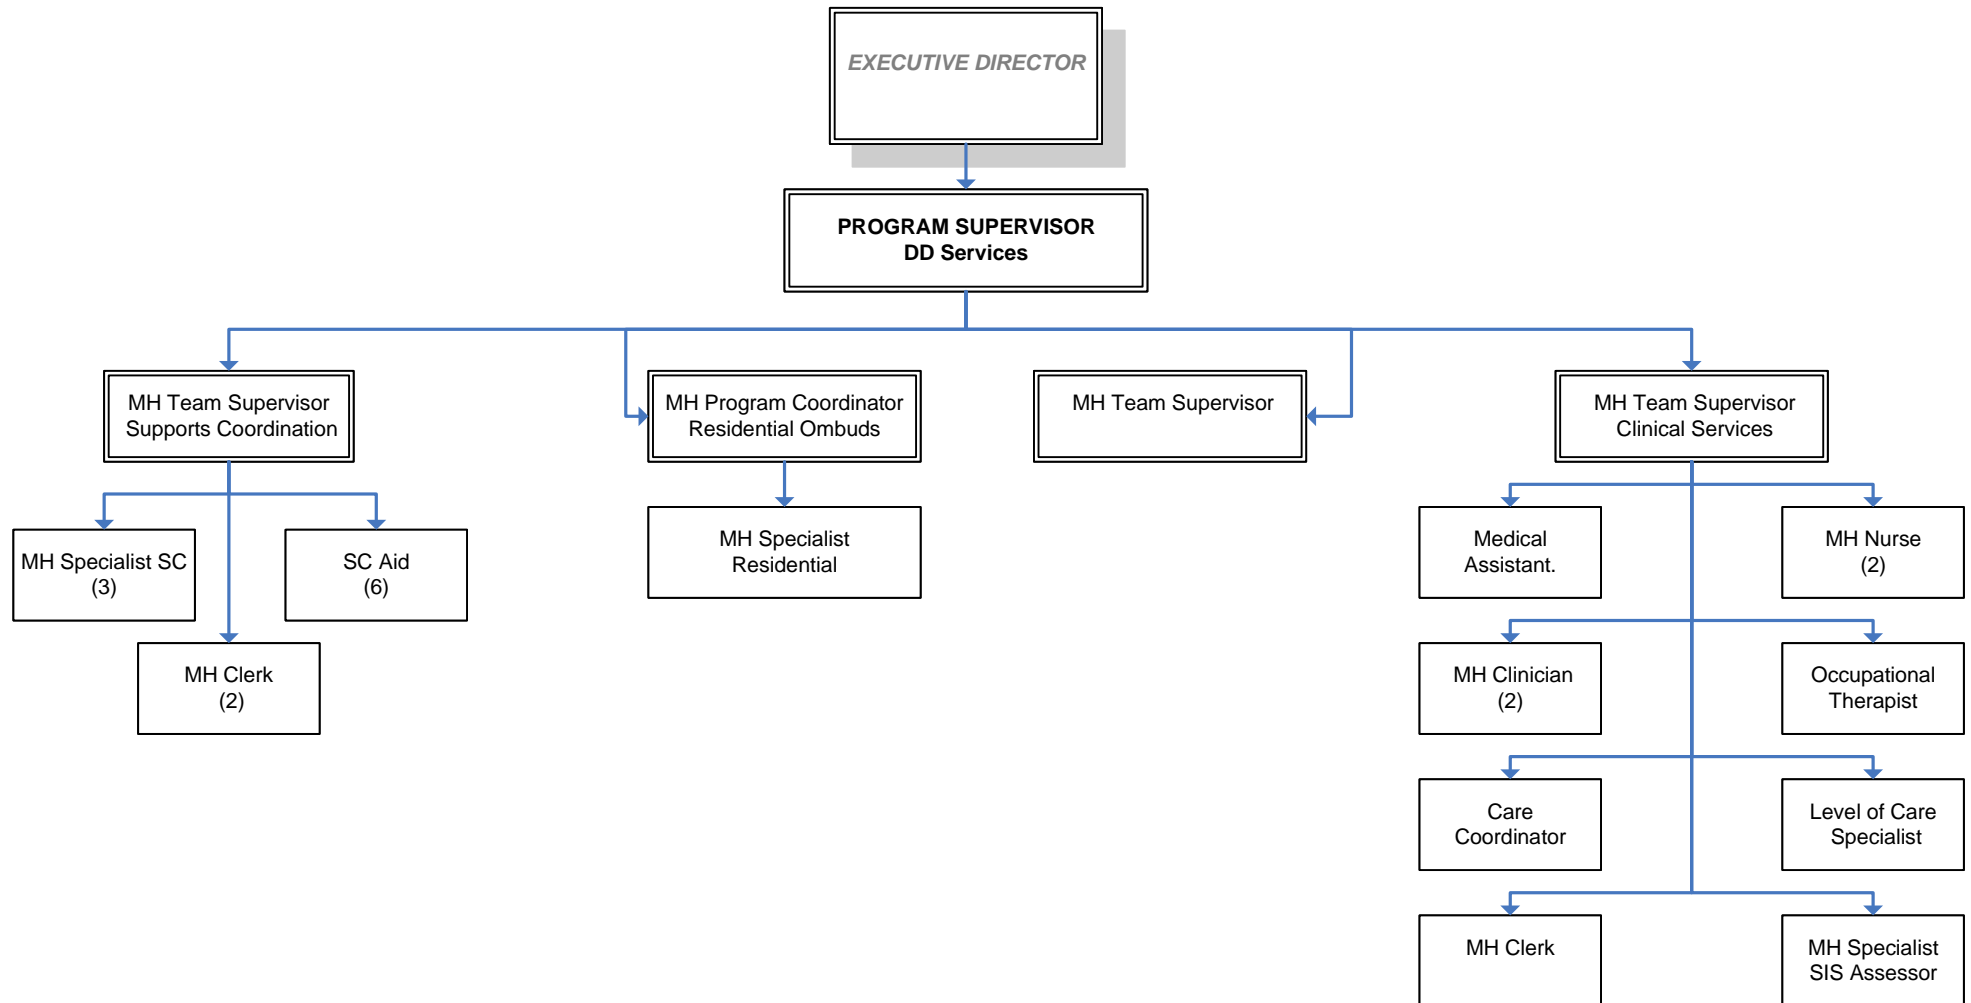 EXECUTIVE DIRECTOR
PROGRAM SUPERVISOR
DD Services
MH Team Supervisor
Supports Coordination
MH Program Coordinator
Residential Ombuds
MH Team Supervisor
MH Team Supervisor
Clinical Services
MH Specialist SC
(3)
SC Aid
(6)
MH Clerk
(2)
MH Specialist
Residential
Medical
Assistant.
MH Nurse
(2)
MH Clinician
(2)
Occupational
Therapist
Care
Coordinator
Level of Care
Specialist
MH Clerk
MH Specialist
SIS Assessor